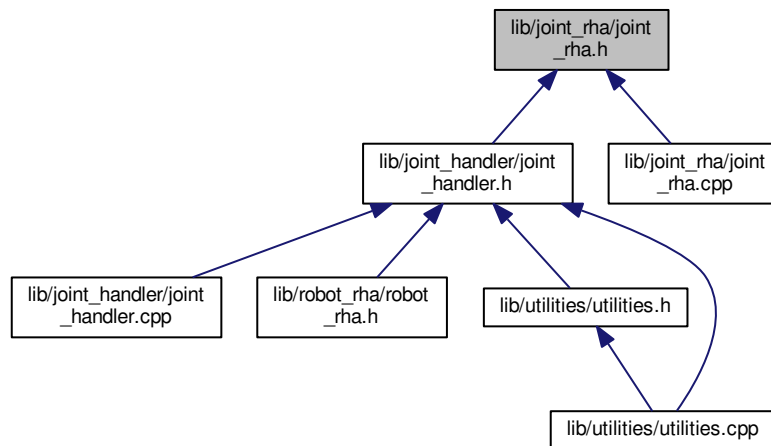 lib/joint_rha/joint
_rha.h
lib/joint_handler/joint
_handler.h
lib/joint_rha/joint
_rha.cpp
lib/joint_handler/joint
_handler.cpp
lib/robot_rha/robot
_rha.h
lib/utilities/utilities.h
lib/utilities/utilities.cpp